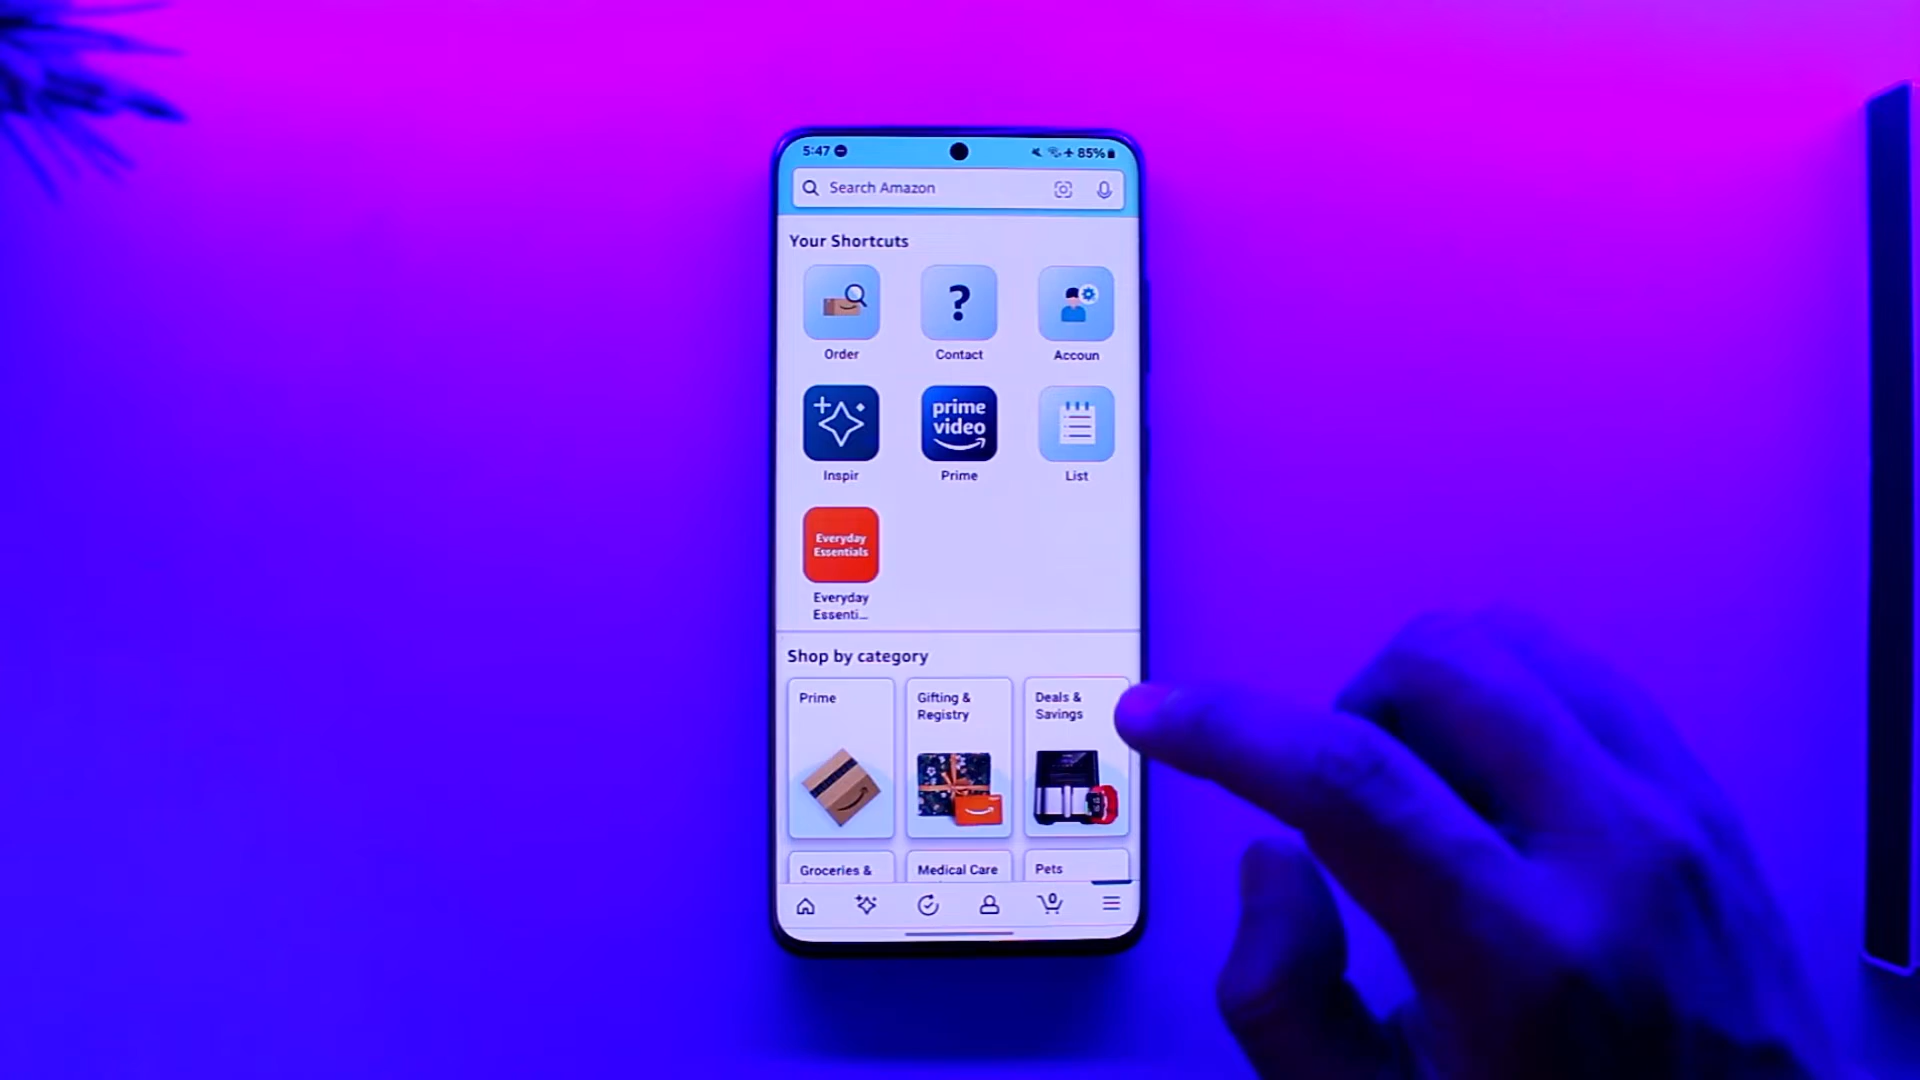 5:47
85%
Search Amazon
Your Shortcuts
Order
Contact
Accoun
Inspir
prime
video
Prime
List
Everyday
Essentials
Everyday
Essenti...
Shop by category
Prime
Gifting &
Registry
Deals &
Savings
Groceries &
Medical Care
Pets
0